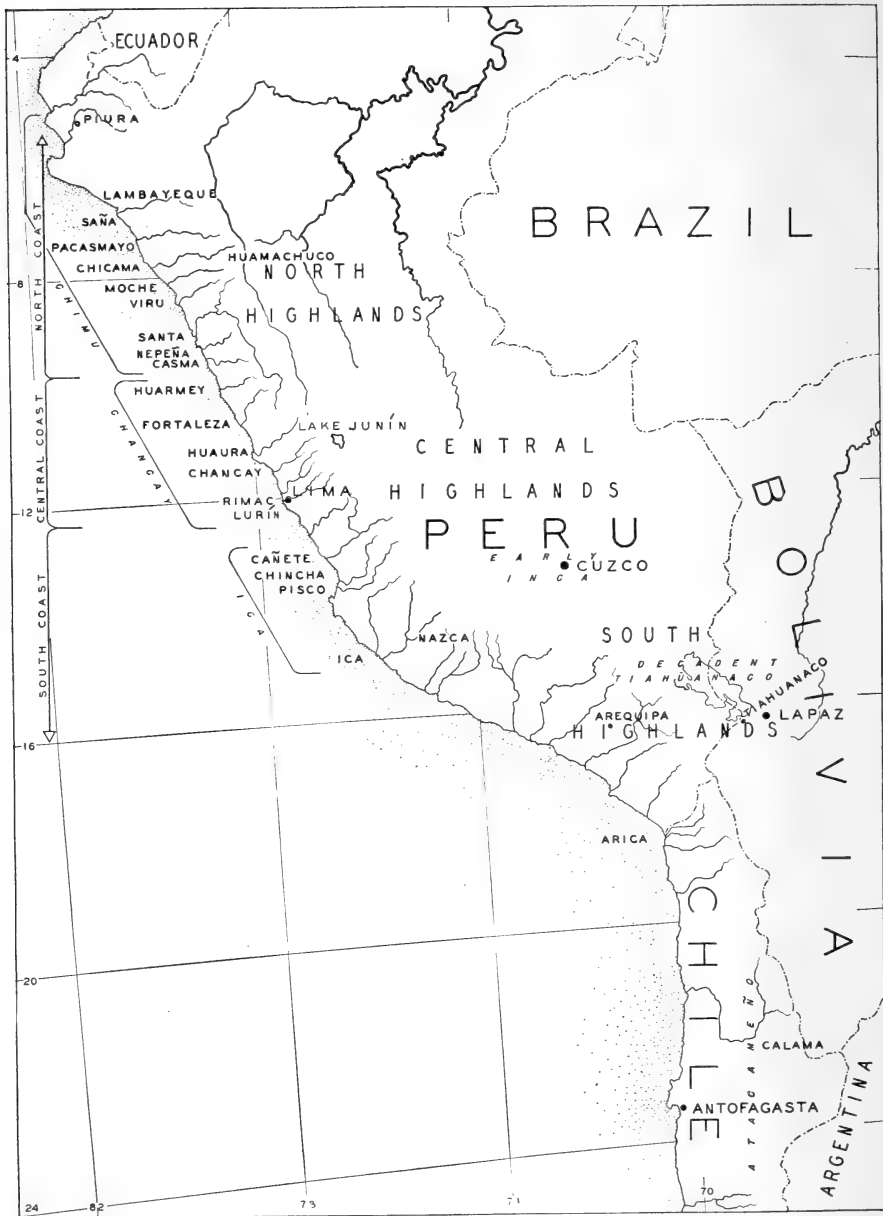 ECUADOR
4
PIURA
LAMBAYEQUE
SAÑA
PACASMAYO
CHICAMA
8
MOCHE
VIRU
HUAMACHUCO
NORTH
HIGHLANDS
BRAZIL
NORTH COAST
CHIMU
SANTA
NEPEÑA
CASMA
HUARMEY
FORTALEZA
LAKE JUNÍN
HUAURA
CHANCAY
CENTRAL COAST
CHANCAY
CENTRAL
HIGHLANDS
12
RIMAC
LIMA
LURÍN
PERU
EARLY
INCA
CUZCO
BOLIVIA
CAÑETE
CHINCHA
PISCO
ICA
ICA
NAZCA
SOUTH COAST
SOUTH
HIGHLANDS
DECADENT
TIAHUANACO
TIAHUANACO
LAPAZ
AREQUIPA
16
ARICA
CHILE
20
ATACAMEÑO
CALAMA
ANTOFAGASTA
ARGENTINA
24
82
73
71
70